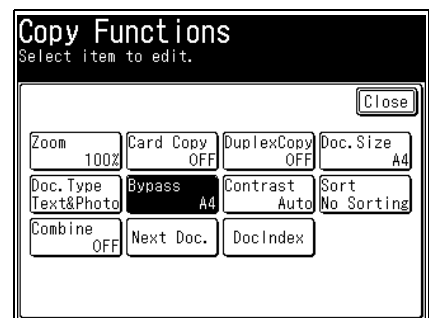 Copy Functions
Select item to edit.
Close
Zoom
100%
Card Copy
OFF
DuplexCopy
OFF
Doc.Size
A4
Doc.Type
Text&Photo
Bypass
A4
Contrast
Auto
Sort
No Sorting
Combine
OFF
Next Doc.
DocIndex